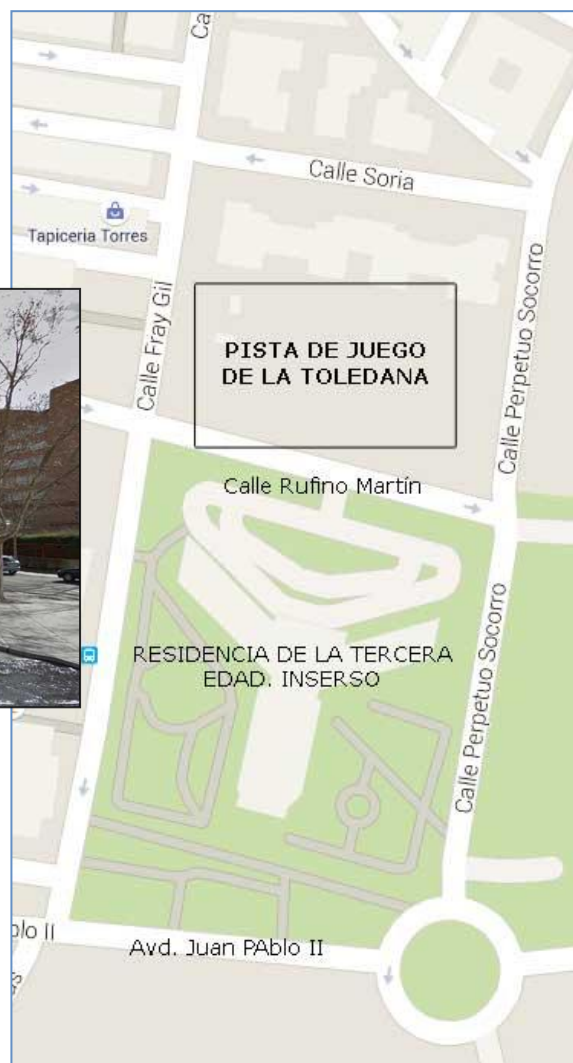 Ca
Calle Soria
Tapiceria Torres
Calle Fray Gil
Calle Perpetuo Socorro
PISTA DE JUEGO
DE LA TOLEDANA
Calle Rufino Martín
RESIDENCIA DE LA TERCERA
EDAD. INSERSO
Calle Perpetuo Socorro
blo II
Avd. Juan PAblo II